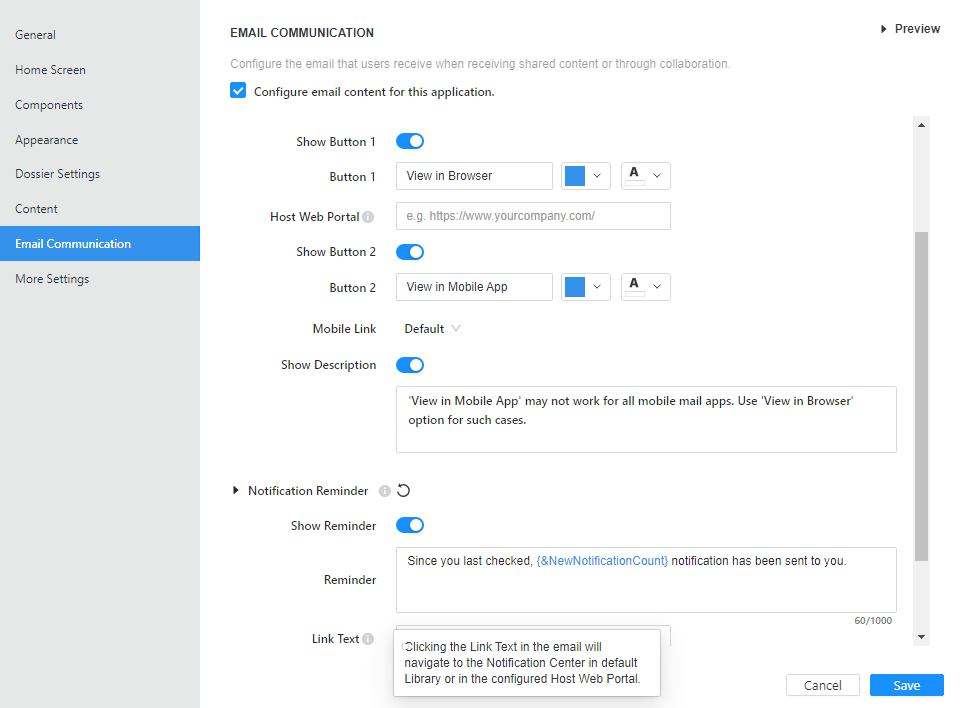 General
Home Screen
Components
Appearance
Dossier Settings
Content
Email Communication
More Settings
EMAIL COMMUNICATION
Preview
Configure the email that users receive when receiving shared content or through collaboration.
Configure email content for this application.
Show Button 1
Button 1 View in Browser A
Host Web Portal e.g. https://www.yourcompany.com/
Show Button 2
Button 2 View in Mobile App A
Mobile Link Default
Show Description
'View in Mobile App' may not work for all mobile mail apps. Use 'View in Browser'
option for such cases.
Notification Reminder
Show Reminder
Reminder Since you last checked, {&NewNotificationCount} notification has been sent to you.
60/1000
Link Text
Clicking the Link Text in the email will
navigate to the Notification Center in default
Library or in the configured Host Web Portal.
Cancel Save